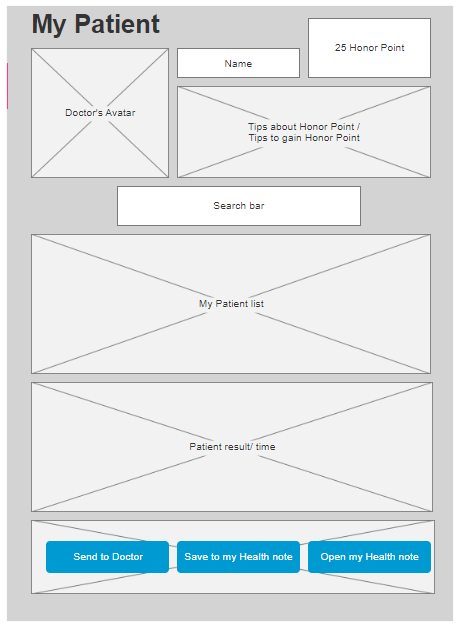 My Patient
25 Honor Point
Name
Doctor's Avatar
Tips about Honor Point /
Tips to gain Honor Point
Search bar
My Patient list
Patient result/ time
Send to Doctor
Save to my Health note
Open my Health note